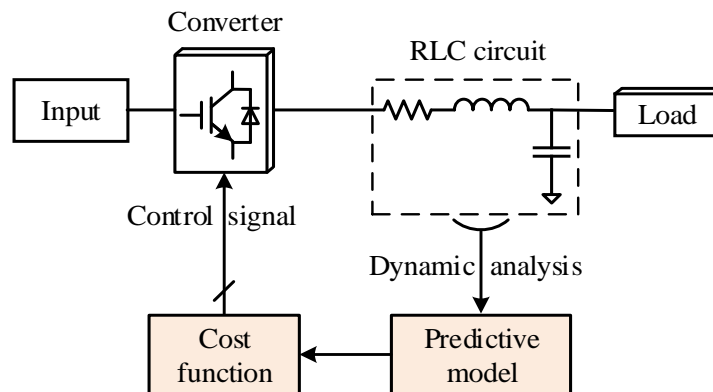 Converter
RLC circuit
Input
Load
Control signal
Dynamic analysis
Cost
function
Predictive
model